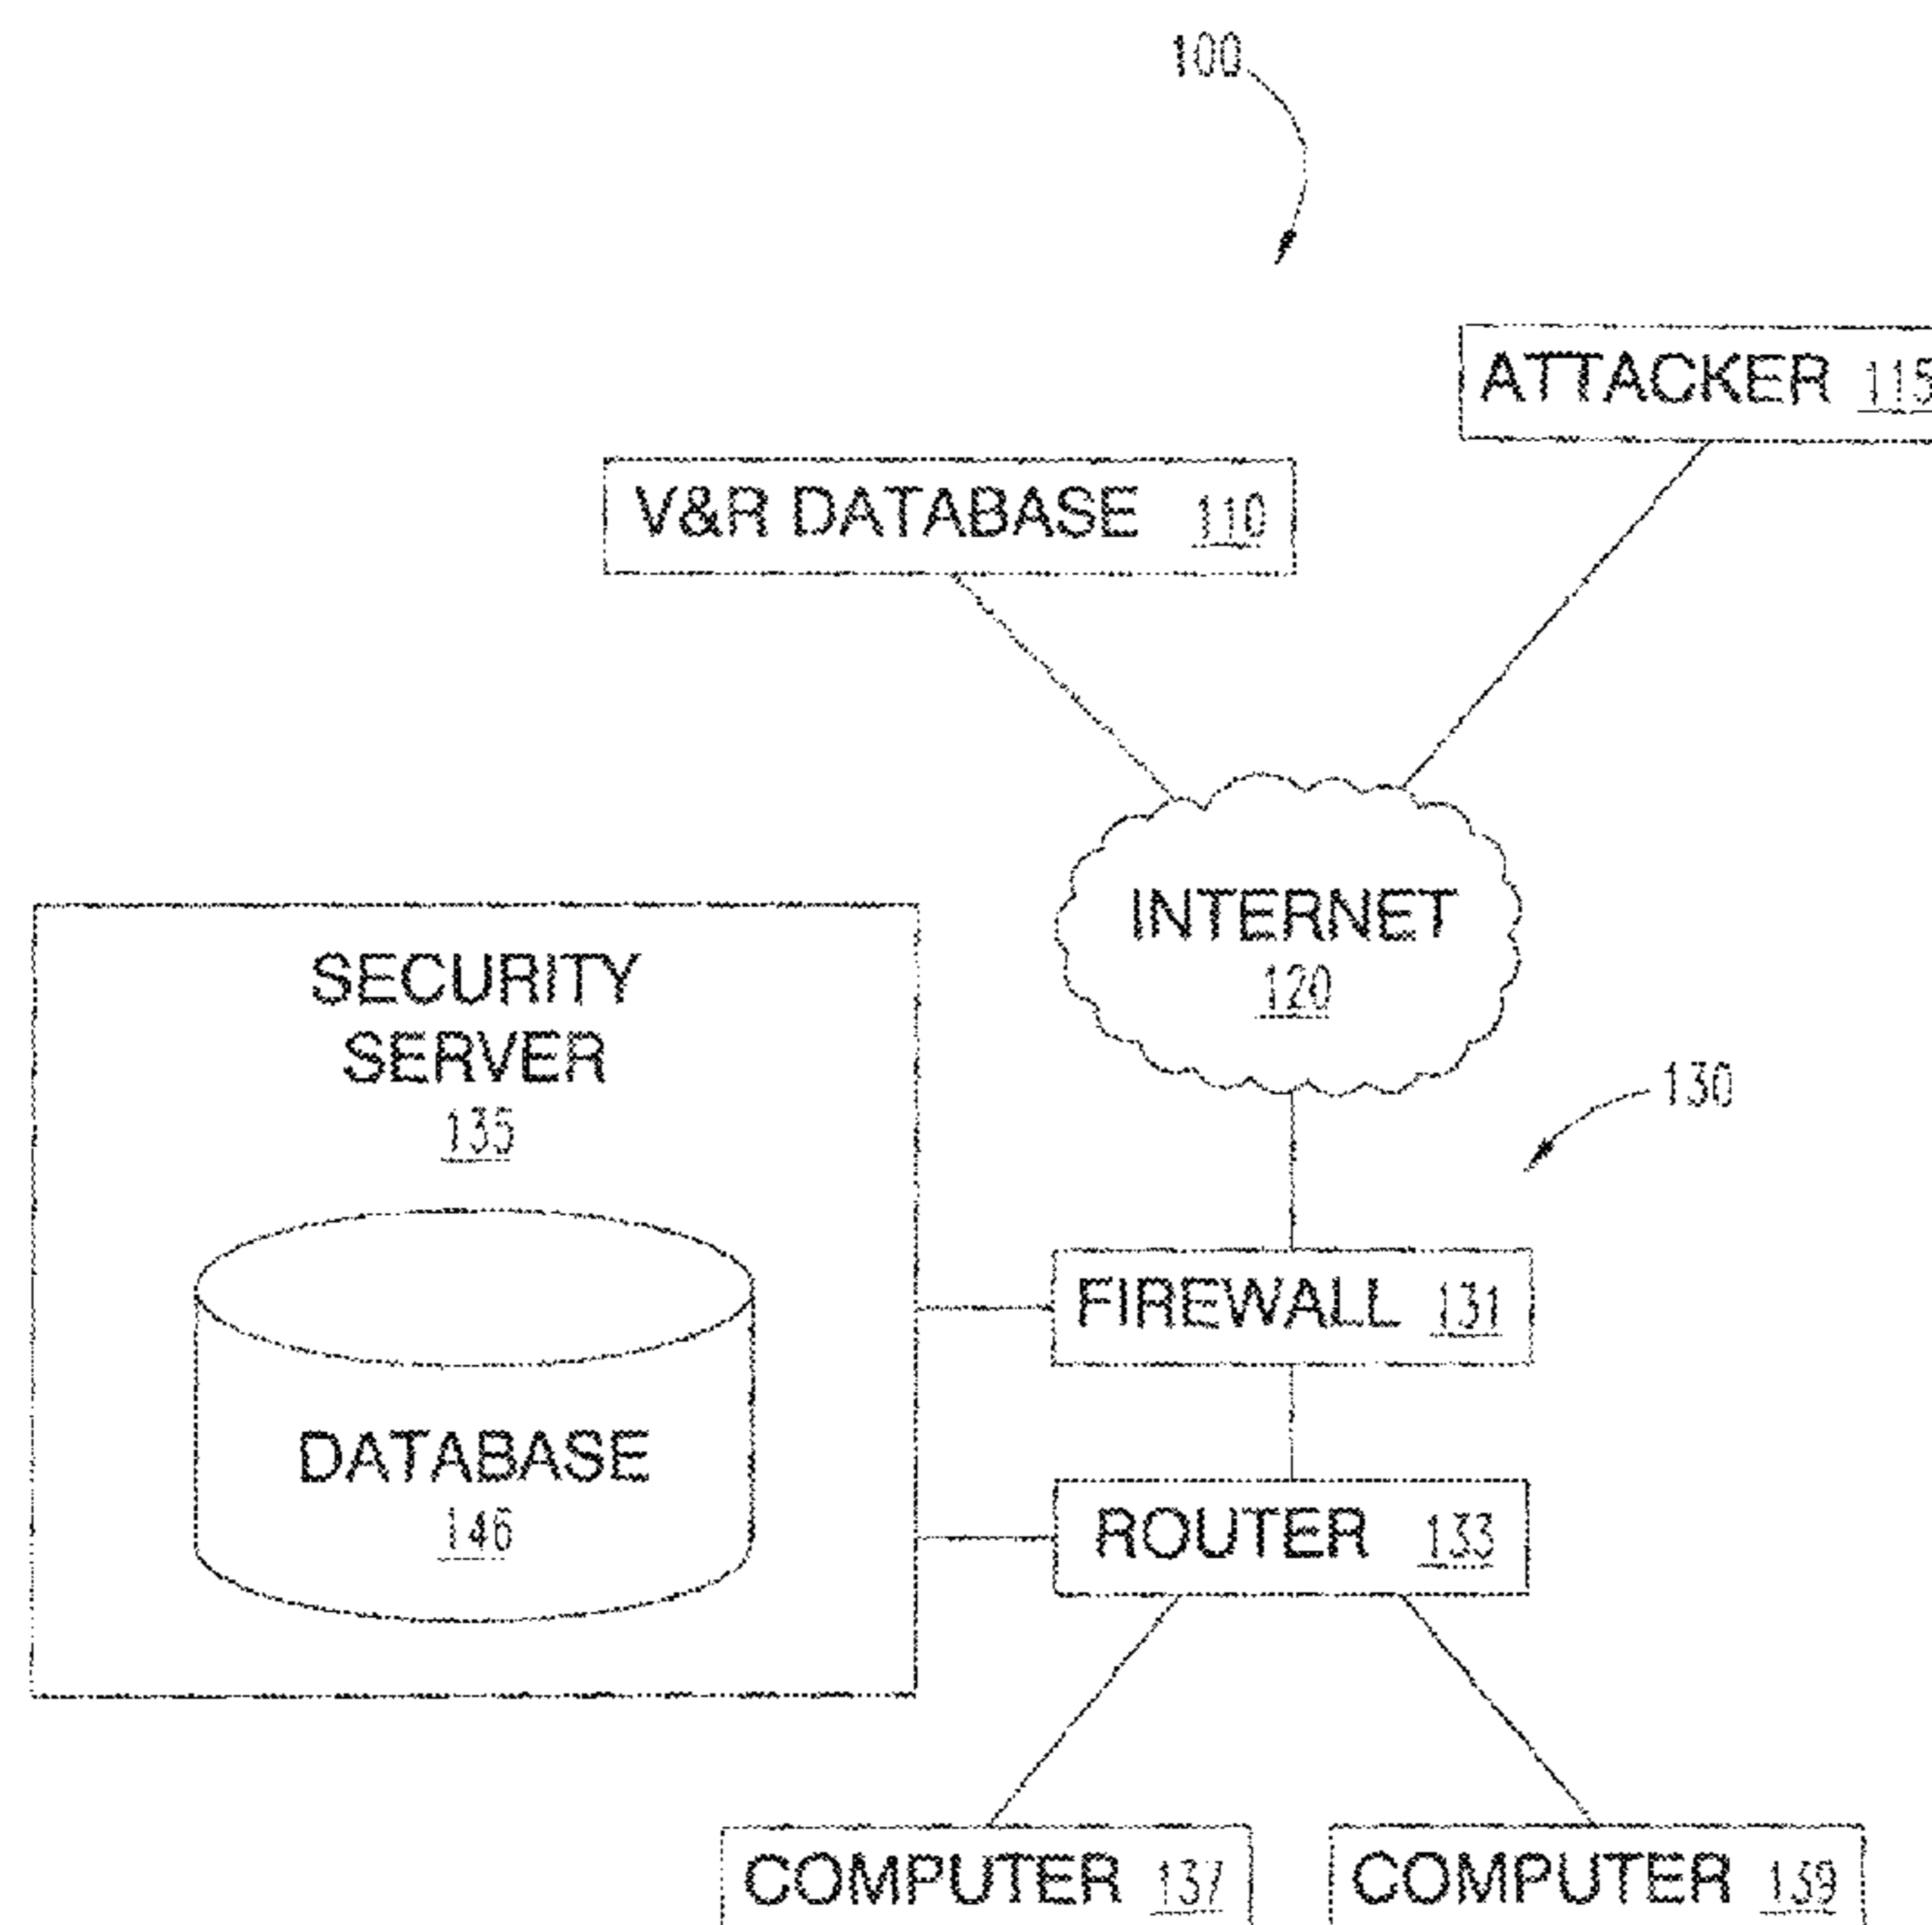 100
ATTACKER 115
V&R DATABASE 110
INTERNET
120
SECURITY
SERVER
135
130
FIREWALL 131
DATABASE
146
ROUTER 133
COMPUTER 137
COMPUTER 139